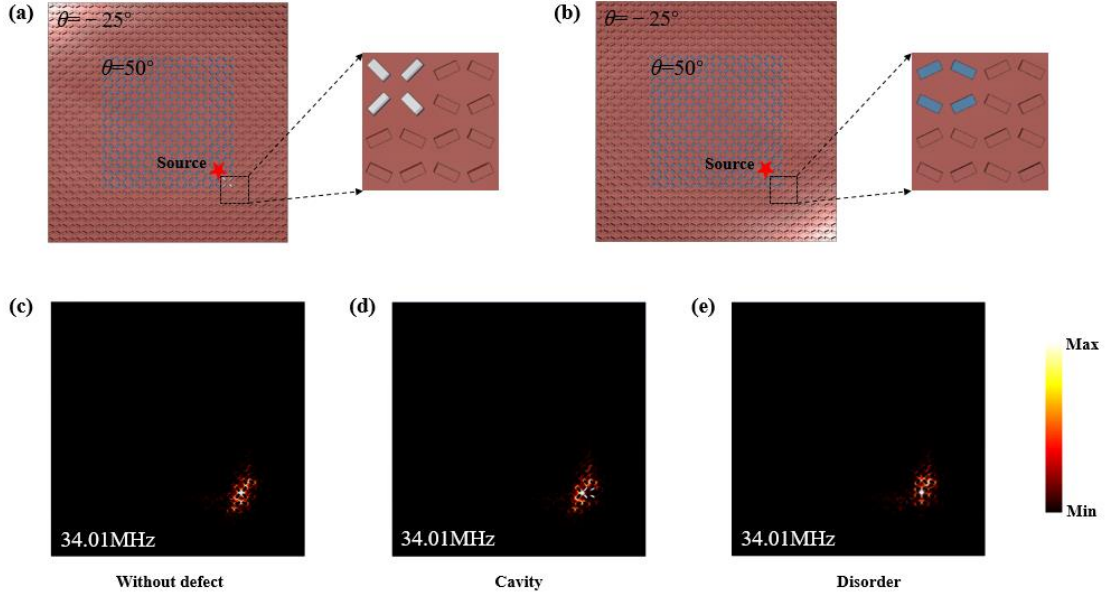 (a)
θ=－25°
θ=50°
Source
(b)
θ=－25°
θ=50°
Source
(c)
34.01MHz
Without defect
(d)
34.01MHz
Cavity
(e)
34.01MHz
Disorder
Max
Min